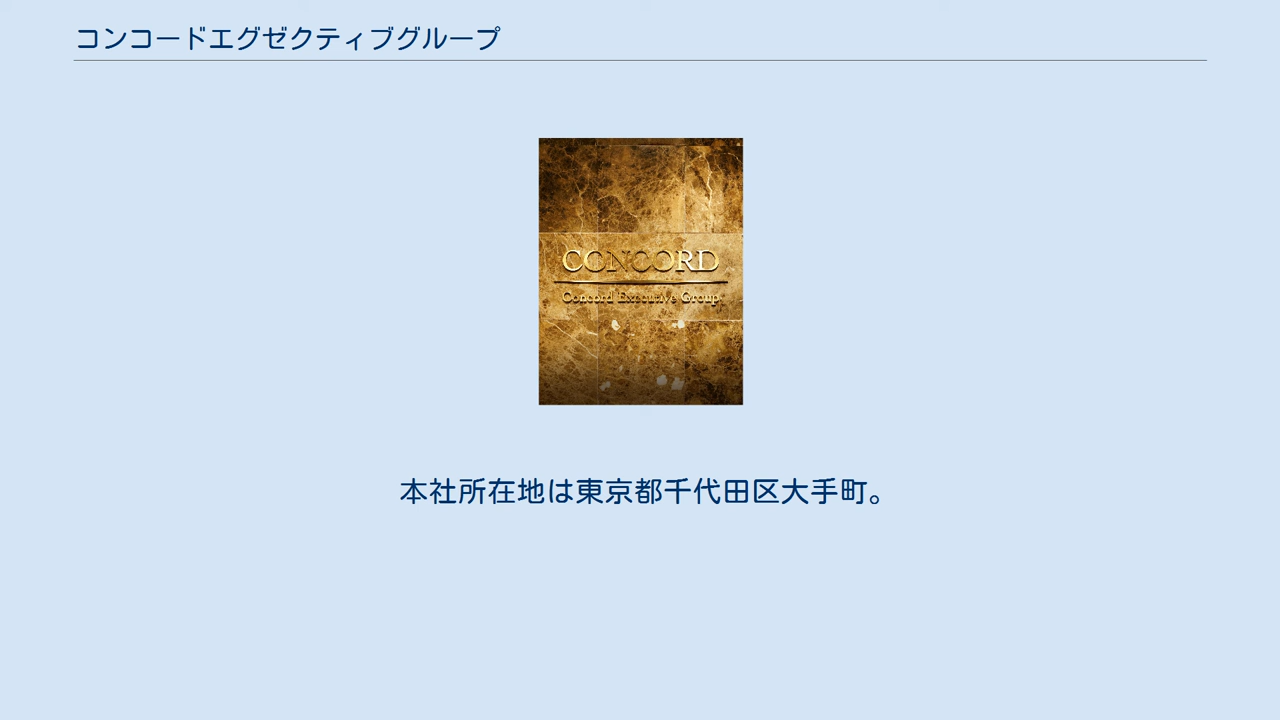 コンコードエグゼクティブグループ
CONCORD
Concord Executive Group
本社所在地は東京都千代田区大手町。